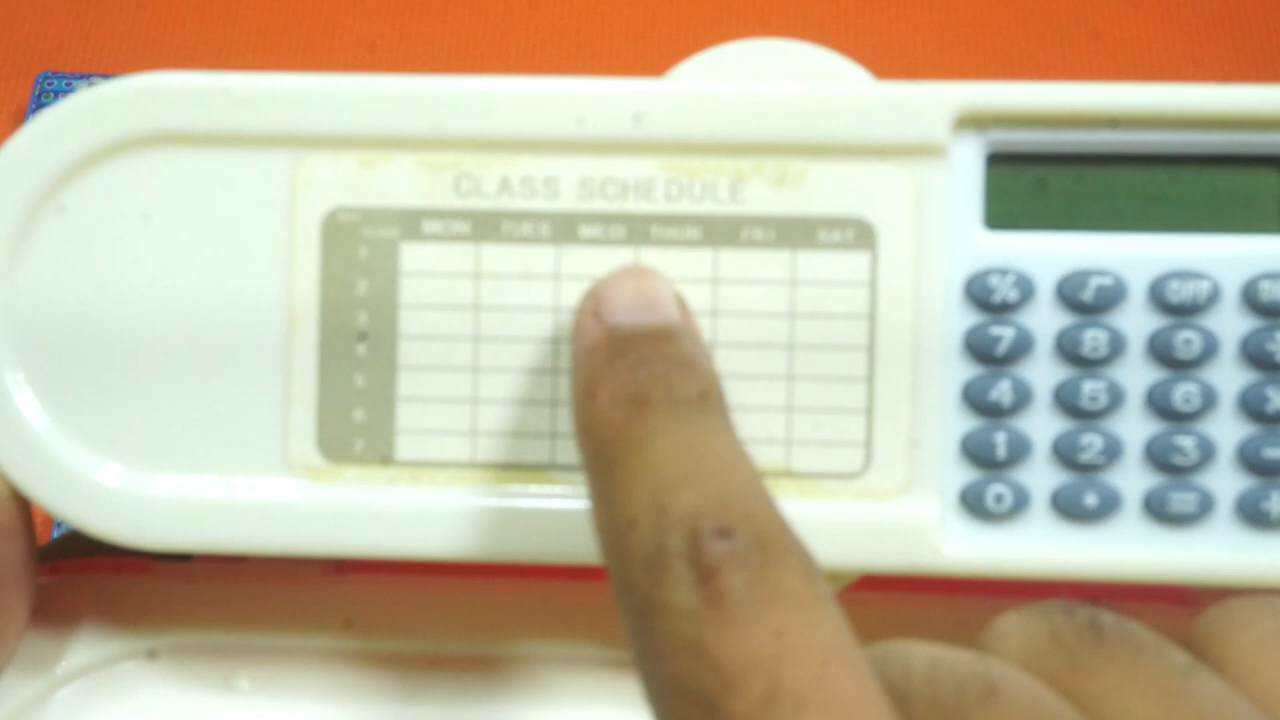 CLASS SCHEDULE
MON TUES WED THUR FRI SAT
1
2
3
4
5
6
7
% √ OFF
7 8 9 ÷
4 5 6 ×
1 2 3 −
0 • = +